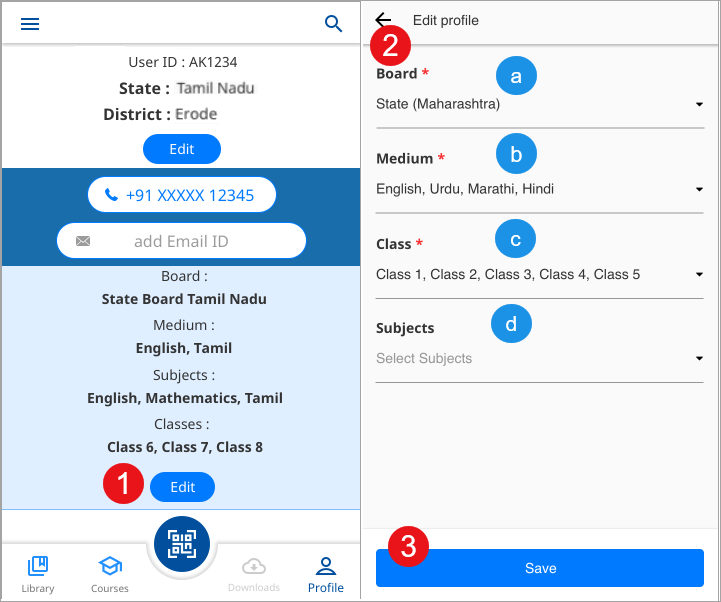 User ID : AK1234
State : Tamil Nadu
District : Erode
Edit
+91 XXXXX 12345
add Email ID
Board :
State Board Tamil Nadu
Medium :
English, Tamil
Subjects :
English, Mathematics, Tamil
Classes :
Class 6, Class 7, Class 8
1 Edit
Library
Courses
Downloads
Profile
Edit profile
2
Board * a
State (Maharashtra)
Medium * b
English, Urdu, Marathi, Hindi
Class * c
Class 1, Class 2, Class 3, Class 4, Class 5
Subjects d
Select Subjects
3
Save